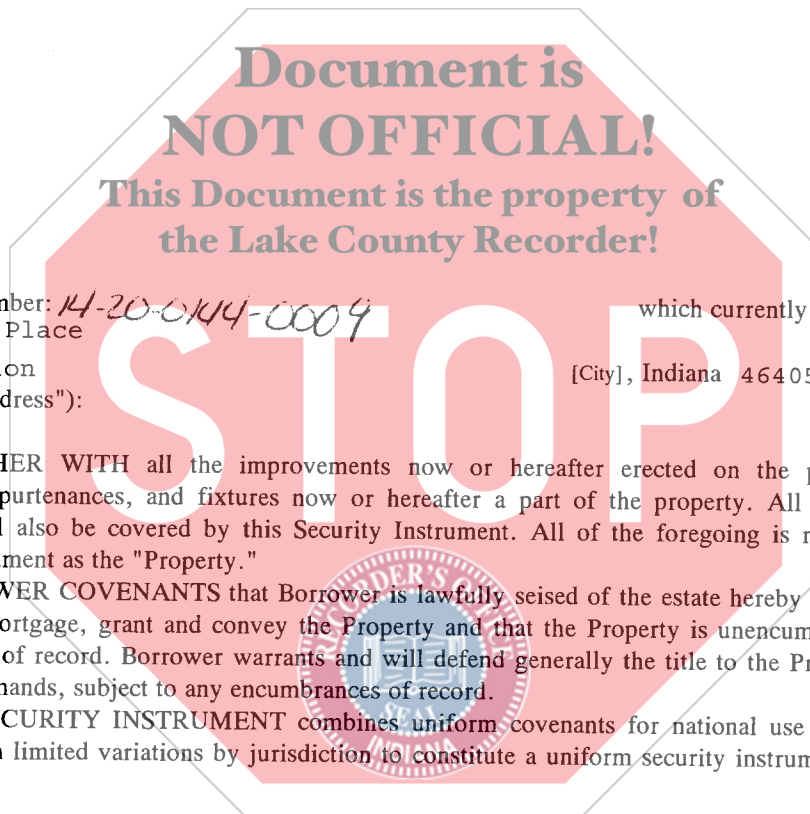 Document is
NOT OFFICIAL!
This Document is the property of
the Lake County Recorder!
nber: 14-20-0144-0009 which currently
Place
on [City], Indiana 46405
dress"):
STOP
HER WITH all the improvements now or hereafter erected on the p
purtenances, and fixtures now or hereafter a part of the property. All
l also be covered by this Security Instrument. All of the foregoing is r
ment as the "Property."
WER COVENANTS that Borrower is lawfully seised of the estate hereby
ortgage, grant and convey the Property and that the Property is unencum
of record. Borrower warrants and will defend generally the title to the Pr
nands, subject to any encumbrances of record.
CURITY INSTRUMENT combines uniform covenants for national use
n limited variations by jurisdiction to constitute a uniform security instrum
RECORDER'S OFFICE
SEAL
INDIANA